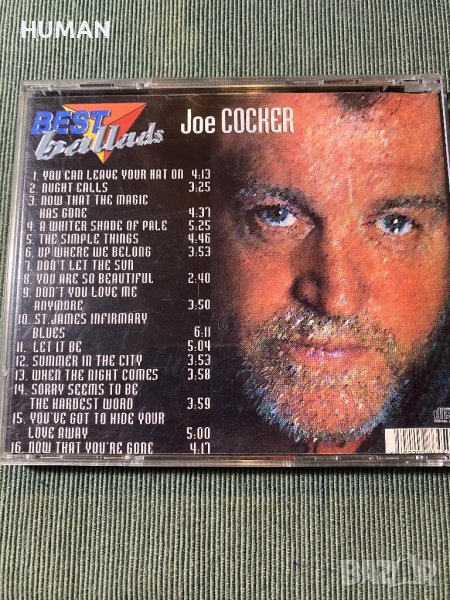 HUMAN
BEST
ballads
Joe COCKER
1. YOU CAN LEAVE YOUR HAT ON 4.13
2. NUGHT CALLS 3:25
3. NOW THAT THE MAGIC
HAS GONE 4.37
4. A WHITER SHADE OF PALE 5.25
5. THE SIMPLE THINGS 4.46
6. UP WHERE WE BELONG 3:53
7. DON'T LET THE SUN
8. YOU ARE SO BEAUTIFUL 2:40
9. DON'T YOU LOVE ME
ANYMORE 3:50
10. ST.JAMES INFIRMARY
BLUES 6:11
11. LET IT BE 5:04
12. SUMMER IN THE CITY 3:53
13. WHEN THE NIGHT COMES 3:58
14. SORRY SEEMS TO BE
THE HARDEST WORD 3:59
15. YOU'VE GOT TO HIDE YOUR
LOVE AWAY 5:00
16. NOW THAT YOU'RE GONE 4.17
BAZAR